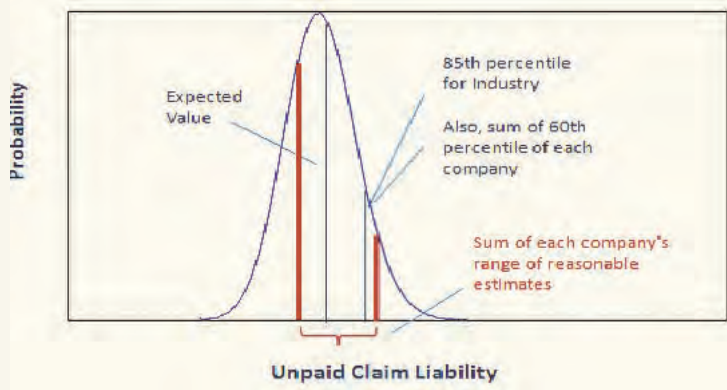 Probability
Expected
Value
85th percentile
for Industry
Also, sum of 60th
percentile of each
company
Sum of each company's
range of reasonable
estimates
Unpaid Claim Liability